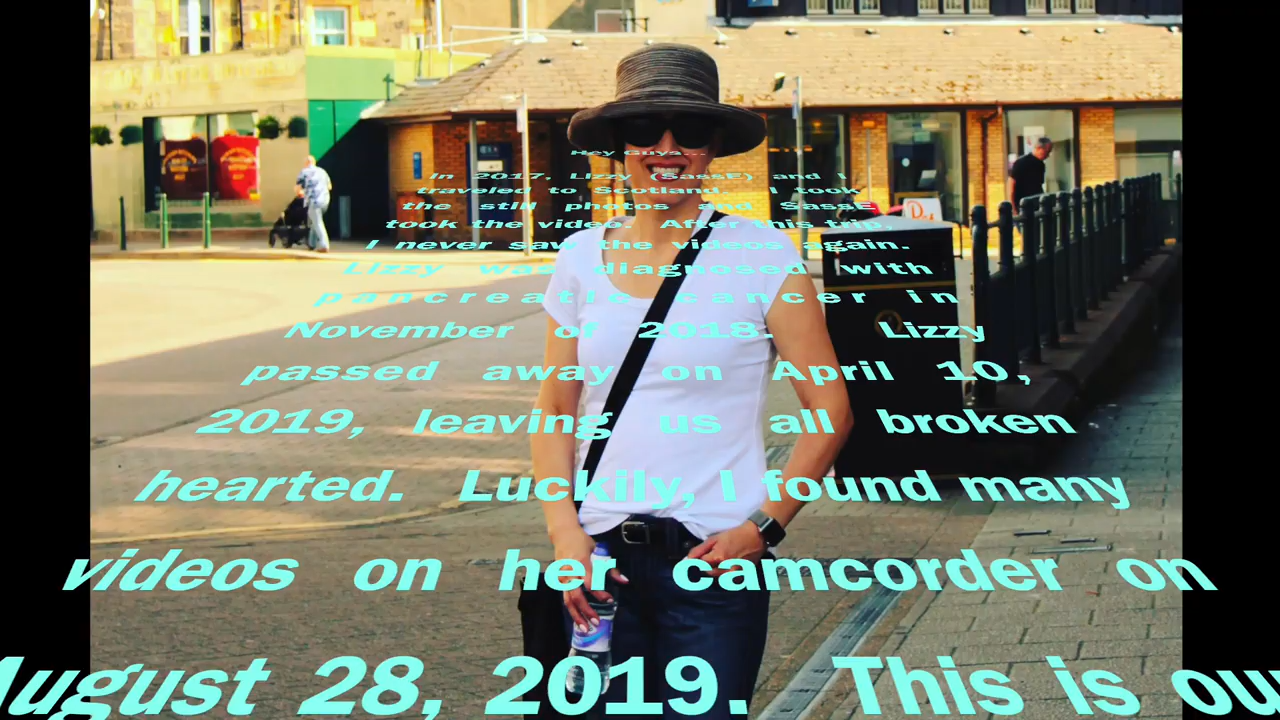 Hey Guys...
In 2017, Lizzy (SassE) and I
traveled to Scotland. I took
the still photos and SassE
took the video. After this trip,
I never saw the videos again.
Lizzy was diagnosed with
pancreatic cancer in
November of 2018. Lizzy
passed away on April 10,
2019, leaving us all broken
hearted. Luckily, I found many
videos on her camcorder on
August 28, 2019. This is our